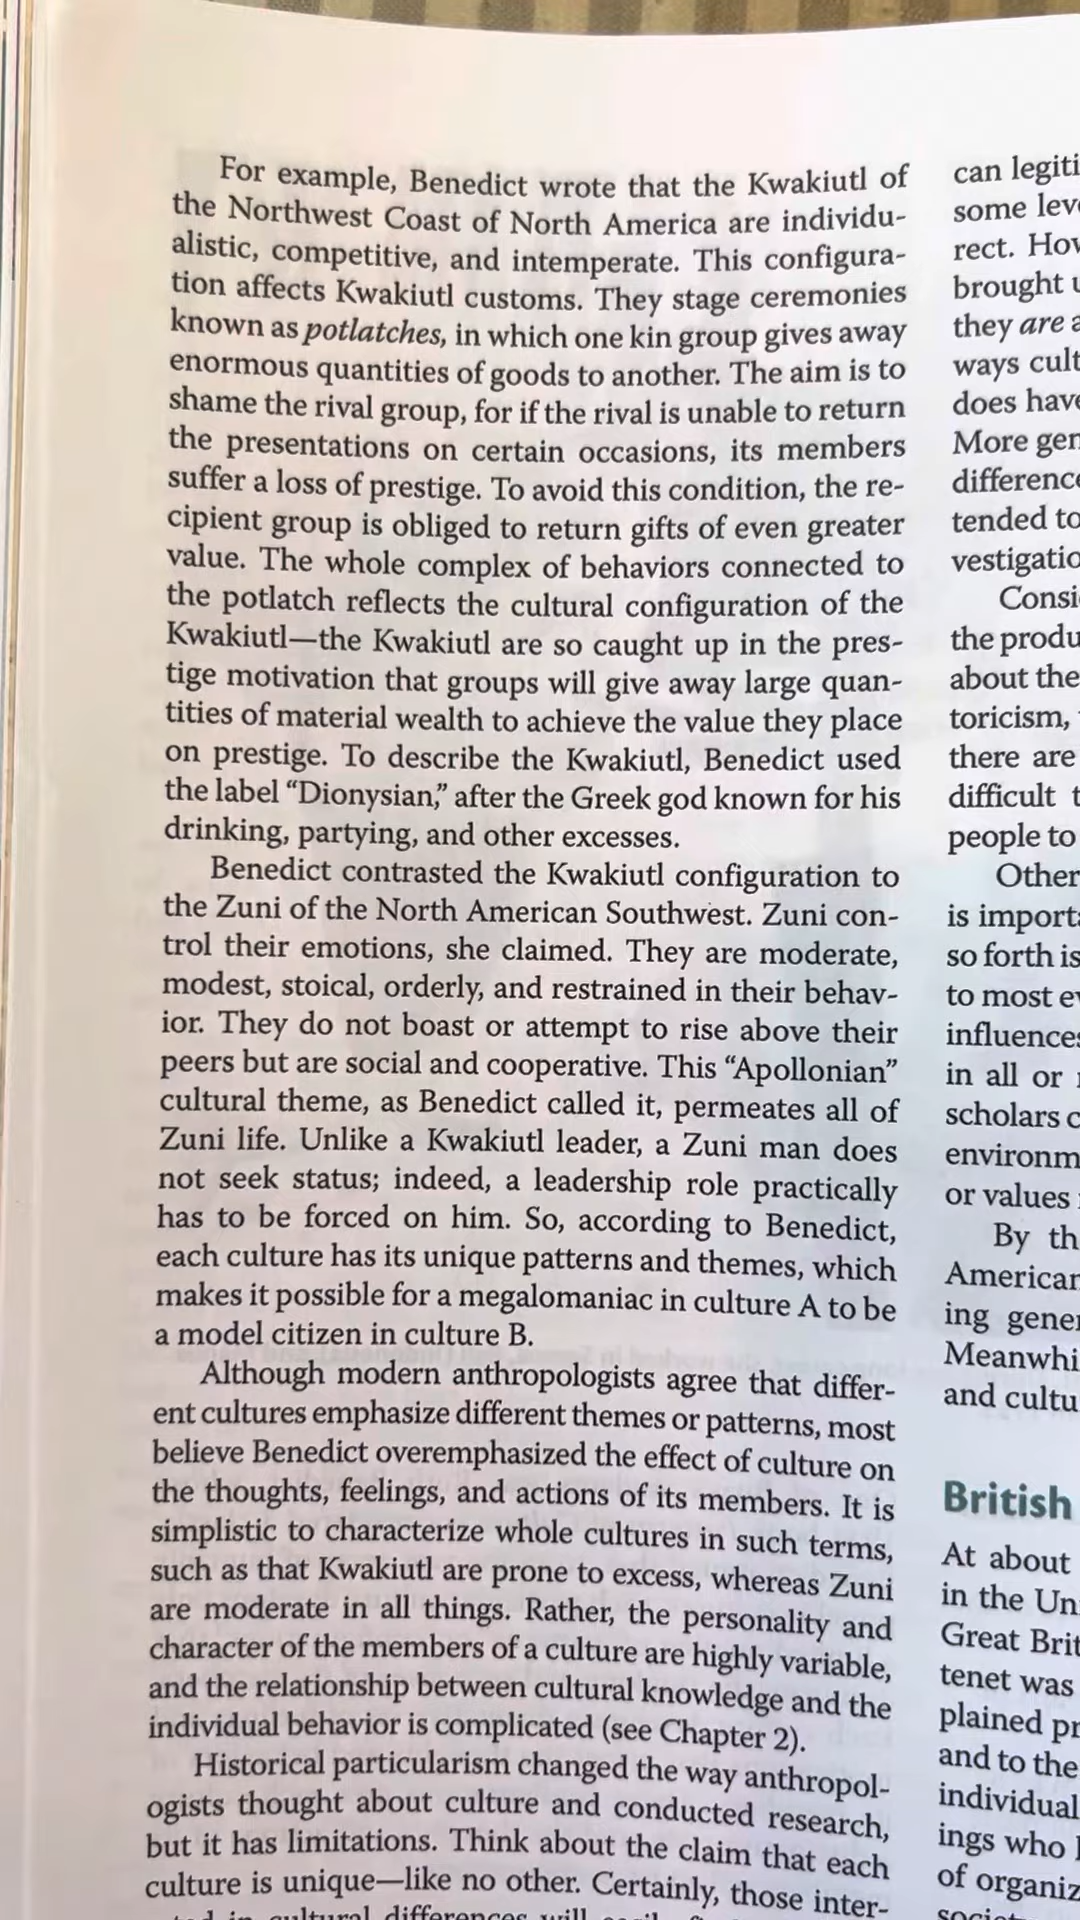 For example, Benedict wrote that the Kwakiutl of
the Northwest Coast of North America are individu-
alistic, competitive, and intemperate. This configura-
tion affects Kwakiutl customs. They stage ceremonies
known as potlatches, in which one kin group gives away
enormous quantities of goods to another. The aim is to
shame the rival group, for if the rival is unable to return
the presentations on certain occasions, its members
suffer a loss of prestige. To avoid this condition, the re-
cipient group is obliged to return gifts of even greater
value. The whole complex of behaviors connected to
the potlatch reflects the cultural configuration of the
Kwakiutl—the Kwakiutl are so caught up in the pres-
tige motivation that groups will give away large quan-
tities of material wealth to achieve the value they place
on prestige. To describe the Kwakiutl, Benedict used
the label “Dionysian,” after the Greek god known for his
drinking, partying, and other excesses.
Benedict contrasted the Kwakiutl configuration to
the Zuni of the North American Southwest. Zuni con-
trol their emotions, she claimed. They are moderate,
modest, stoical, orderly, and restrained in their behav-
ior. They do not boast or attempt to rise above their
peers but are social and cooperative. This “Apollonian”
cultural theme, as Benedict called it, permeates all of
Zuni life. Unlike a Kwakiutl leader, a Zuni man does
not seek status; indeed, a leadership role practically
has to be forced on him. So, according to Benedict,
each culture has its unique patterns and themes, which
makes it possible for a megalomaniac in culture A to be
a model citizen in culture B.
Although modern anthropologists agree that differ-
ent cultures emphasize different themes or patterns, most
believe Benedict overemphasized the effect of culture on
the thoughts, feelings, and actions of its members. It is
simplistic to characterize whole cultures in such terms,
such as that Kwakiutl are prone to excess, whereas Zuni
are moderate in all things. Rather, the personality and
character of the members of a culture are highly variable,
and the relationship between cultural knowledge and the
individual behavior is complicated (see Chapter 2).
Historical particularism changed the way anthropol-
ogists thought about culture and conducted research,
but it has limitations. Think about the claim that each
culture is unique—like no other. Certainly, those inter-
in cultural differences will
can legiti
some lev
rect. How
brought u
they are a
ways cult
does have
More gen
difference
tended to
vestigatio
Consi
the produ
about the
toricism,
there are
difficult t
people to
Other
is importa
so forth is
to most ev
influences
in all or
scholars c
environm
or values
By th
American
ing gener
Meanwhi
and cultu
British
At about
in the Un
Great Brit
tenet was
plained pr
and to the
individual
ings who
of organiz